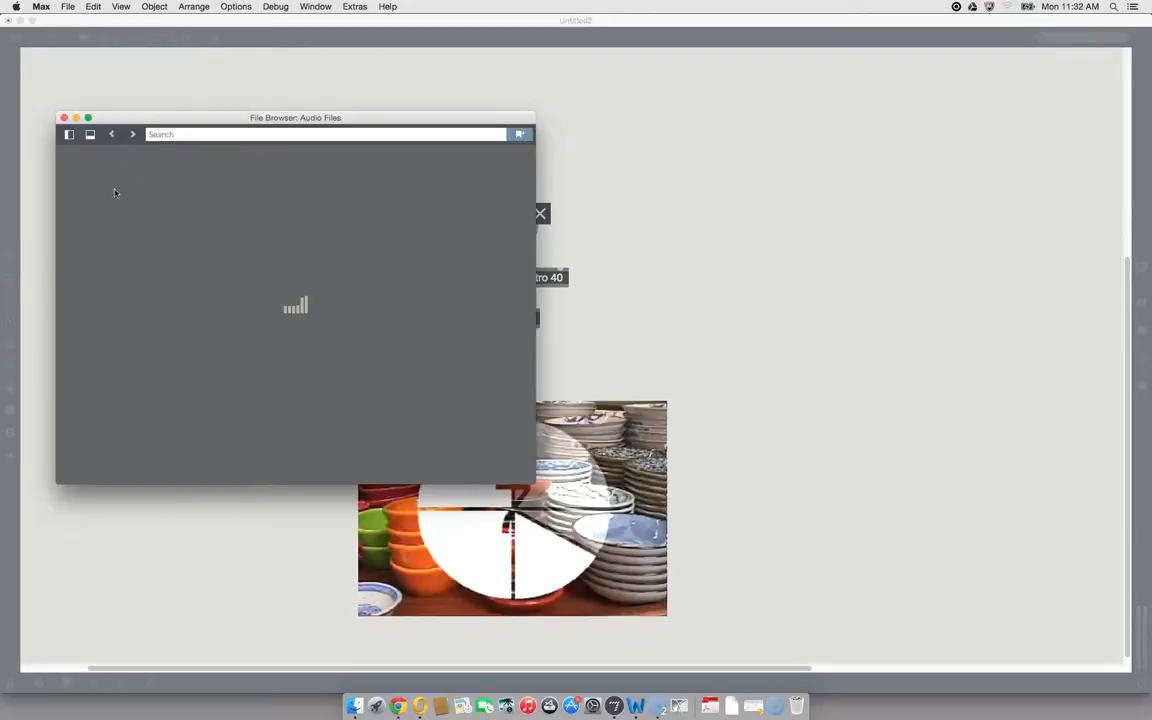 Max File Edit View Object Arrange Options Debug Window Extras Help
Mon 11:32 AM
untitled2
File Browser: Audio Files
Search
tro 40